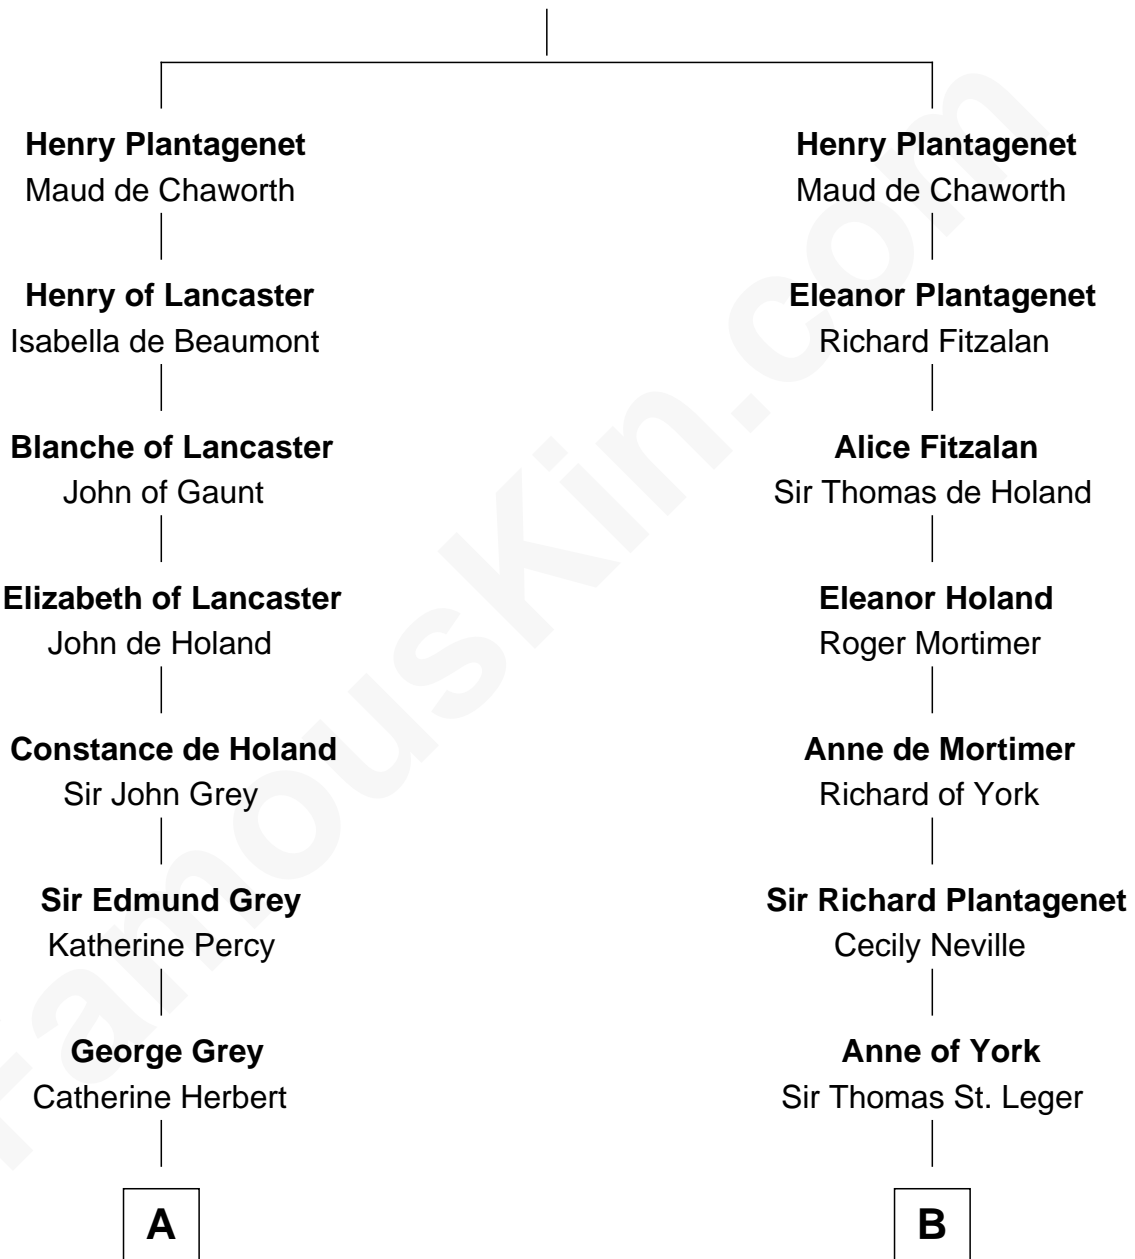 Henry Plantagenet
Maud de Chaworth
Henry of Lancaster
Isabella de Beaumont
Blanche of Lancaster
John of Gaunt
Elizabeth of Lancaster
John de Holand
Constance de Holand
Sir John Grey
Sir Edmund Grey
Katherine Percy
George Grey
Catherine Herbert
A
Henry Plantagenet
Maud de Chaworth
Eleanor Plantagenet
Richard Fitzalan
Alice Fitzalan
Sir Thomas de Holand
Eleanor Holand
Roger Mortimer
Anne de Mortimer
Richard of York
Sir Richard Plantagenet
Cecily Neville
Anne of York
Sir Thomas St. Leger
B
FamousKin.com